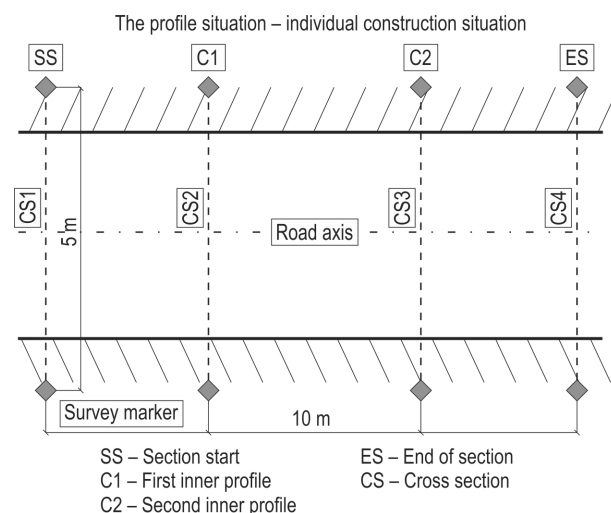 The profile situation – individual construction situation
SS C1 C2 ES
CS1 CS2 CS3 CS4
5 m
Road axis
Survey marker
10 m
SS – Section start
C1 – First inner profile
C2 – Second inner profile
ES – End of section
CS – Cross section